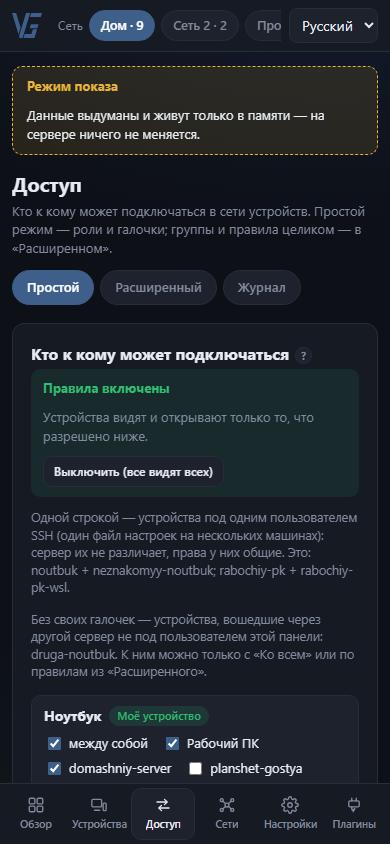 VG Сеть Дом · 9 Сеть 2 · 2 Про Русский
Режим показа
Данные выдуманы и живут только в памяти — на
сервере ничего не меняется.
Доступ
Кто к кому может подключаться в сети устройств. Простой
режим — роли и галочки; группы и правила целиком — в
«Расширенном».
Простой Расширенный Журнал
Кто к кому может подключаться ?
Правила включены
Устройства видят и открывают только то, что
разрешено ниже.
Выключить (все видят всех)
Одной строкой — устройства под одним пользователем
SSH (один файл настроек на нескольких машинах):
сервер их не различает, права у них общие. Это:
noutbuk + neznakomyy-noutbuk; rabochiy-pk + rabochiy-
pk-wsl.
Без своих галочек — устройства, вошедшие через
другой сервер не под пользователем этой панели:
druga-noutbuk. К ним можно только с «Ко всем» или по
правилам из «Расширенного».
Ноутбук Моё устройство
между собой Рабочий ПК
domashniy-server planshet-gostya
Обзор Устройства Доступ Сети Настройки Плагины